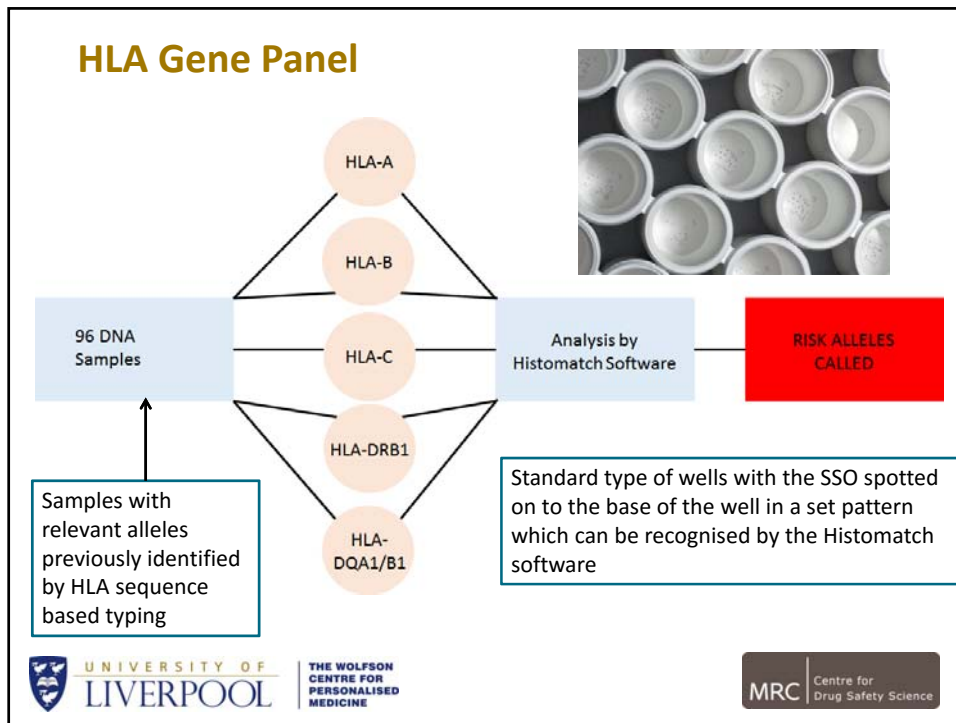 HLA Gene Panel
HLA-A
HLA-B
96 DNA
Samples
HLA-C
Analysis by
Histomatch Software
RISK ALLELES
CALLED
HLA-DRB1
HLA-
DQA1/B1
Samples with
relevant alleles
previously identified
by HLA sequence
based typing
Standard type of wells with the SSO spotted
on to the base of the well in a set pattern
which can be recognised by the Histomatch
software
UNIVERSITY OF
LIVERPOOL
THE WOLFSON
CENTRE FOR
PERSONALISED
MEDICINE
MRC
Centre for
Drug Safety Science